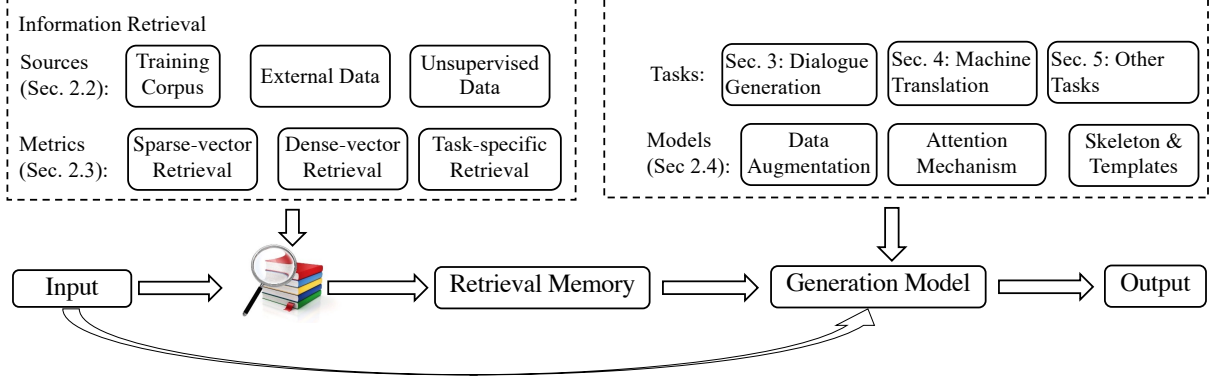 Information Retrieval
Sources
(Sec. 2.2):
Training
Corpus
External Data
Unsupervised
Data
Metrics
(Sec. 2.3):
Sparse-vector
Retrieval
Dense-vector
Retrieval
Task-specific
Retrieval
Tasks:
Sec. 3: Dialogue
Generation
Sec. 4: Machine
Translation
Sec. 5: Other
Tasks
Models
(Sec 2.4):
Data
Augmentation
Attention
Mechanism
Skeleton &
Templates
Input
Retrieval Memory
Generation Model
Output